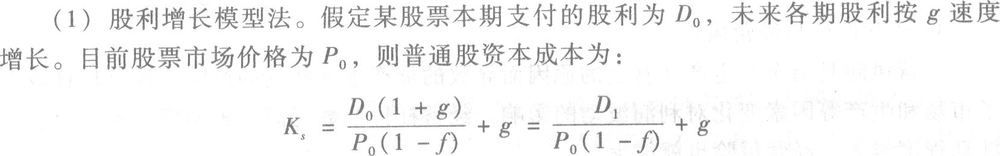 （1）股利增长模型法。假定某股票本期支付的股利为 D₀，未来各期股利按 g 速度
增长。目前股票市场价格为 P₀，则普通股资本成本为：
Kₛ = D₀(1 + g) / P₀(1 - f) + g = D₁ / P₀(1 - f) + g